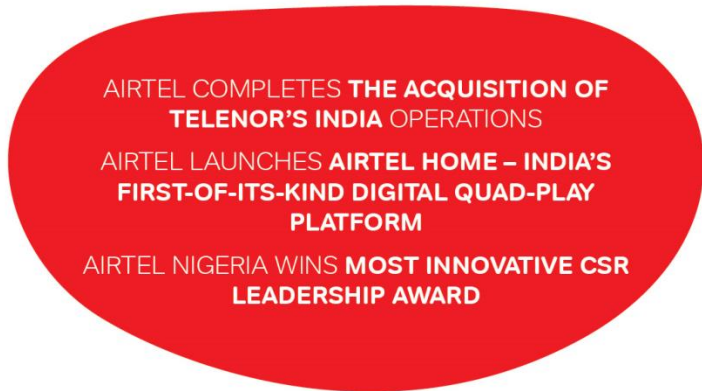 AIRTEL COMPLETES THE ACQUISITION OF
TELENOR'S INDIA OPERATIONS
AIRTEL LAUNCHES AIRTEL HOME – INDIA'S
FIRST-OF-ITS-KIND DIGITAL QUAD-PLAY
PLATFORM
AIRTEL NIGERIA WINS MOST INNOVATIVE CSR
LEADERSHIP AWARD